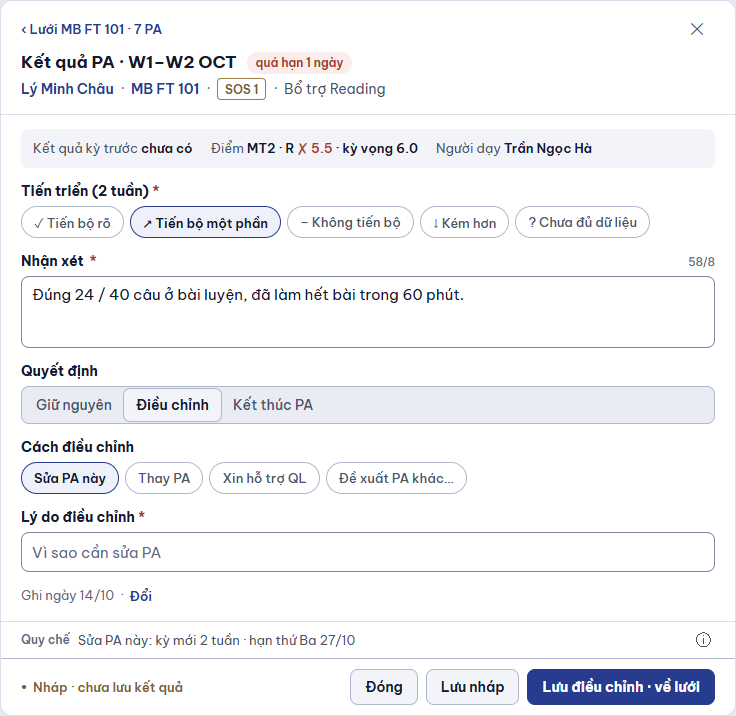 ‹ Lưới MB FT 101 · 7 PA
Kết quả PA · W1–W2 OCT quá hạn 1 ngày
Lý Minh Châu · MB FT 101 · SOS 1 · Bổ trợ Reading
Kết quả kỳ trước chưa có Điểm MT2 · R ✗ 5.5 · kỳ vọng 6.0 Người dạy Trần Ngọc Hà
Tiến triển (2 tuần) *
✓ Tiến bộ rõ ↗ Tiến bộ một phần – Không tiến bộ ↓ Kém hơn ? Chưa đủ dữ liệu
Nhận xét * 58/8
Đúng 24 / 40 câu ở bài luyện, đã làm hết bài trong 60 phút.
Quyết định
Giữ nguyên Điều chỉnh Kết thúc PA
Cách điều chỉnh
Sửa PA này Thay PA Xin hỗ trợ QL Đề xuất PA khác...
Lý do điều chỉnh *
Vì sao cần sửa PA
Ghi ngày 14/10 · Đổi
Quy chế Sửa PA này: kỳ mới 2 tuần · hạn thứ Ba 27/10
• Nháp · chưa lưu kết quả Đóng Lưu nháp Lưu điều chỉnh · về lưới